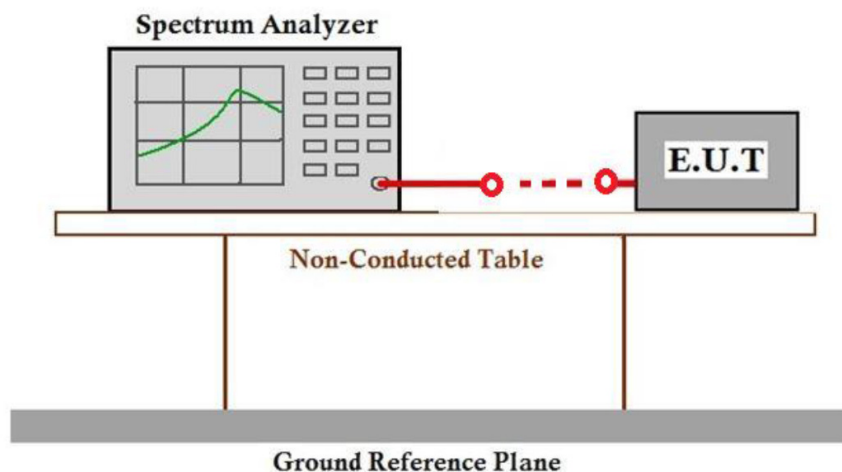 Spectrum Analyzer
E.U.T
Non-Conducted Table
Ground Reference Plane